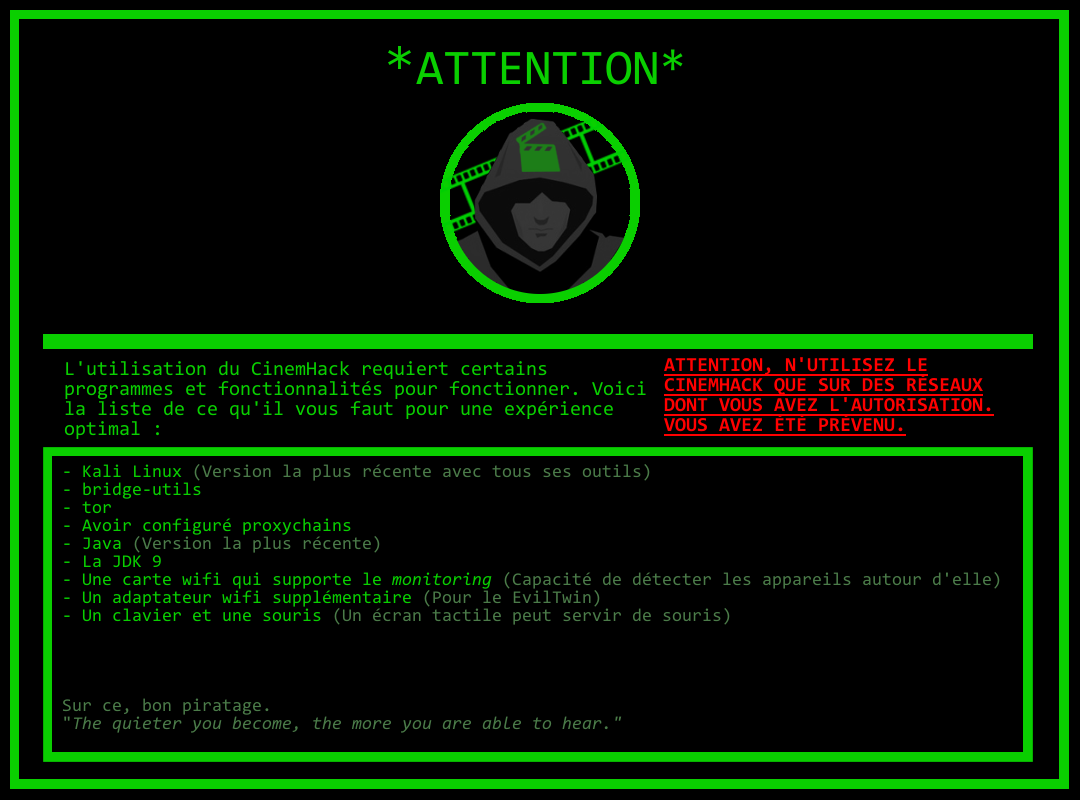 *ATTENTION*
L'utilisation du CinemHack requiert certains
programmes et fonctionnalités pour fonctionner. Voici
la liste de ce qu'il vous faut pour une expérience
optimal :
ATTENTION, N'UTILISEZ LE
CINEMHACK QUE SUR DES RÉSEAUX
DONT VOUS AVEZ L'AUTORISATION.
VOUS AVEZ ÉTÉ PRÉVENU.
- Kali Linux (Version la plus récente avec tous ses outils)
- bridge-utils
- tor
- Avoir configuré proxychains
- Java (Version la plus récente)
- La JDK 9
- Une carte wifi qui supporte le monitoring (Capacité de détecter les appareils autour d'elle)
- Un adaptateur wifi supplémentaire (Pour le EvilTwin)
- Un clavier et une souris (Un écran tactile peut servir de souris)
Sur ce, bon piratage.
"The quieter you become, the more you are able to hear."